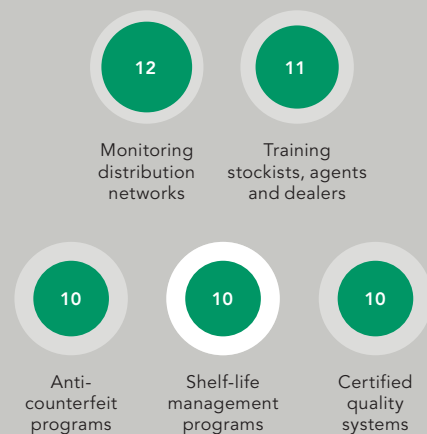 12
11
Monitoring
distribution
networks
Training
stockists, agents
and dealers
10
10
10
Anti-
counterfeit
programs
Shelf-life
management
programs
Certified
quality
systems